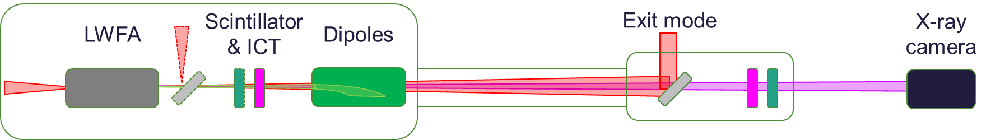 LWFA
Scintillator
& ICT
Dipoles
Exit mode
X-ray
camera